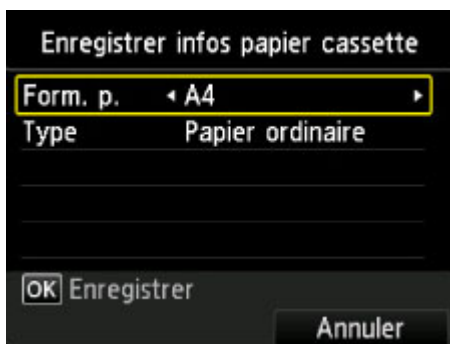 Enregistrer infos papier cassette
Form. p. A4
Type Papier ordinaire
OK Enregistrer
Annuler